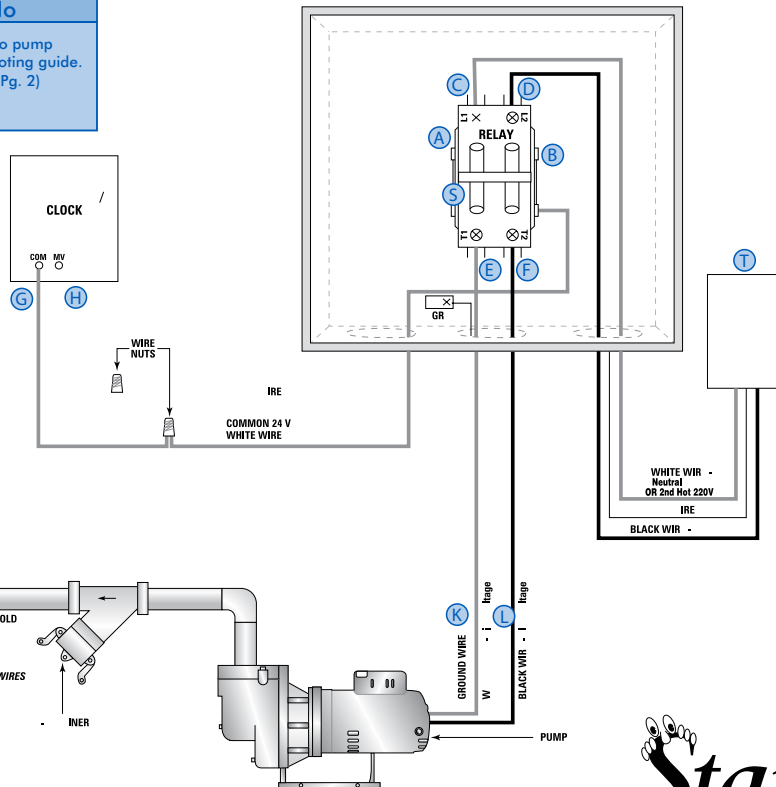 o pump
oting guide.
Pg. 2)
C
D
L1
L2
RELAY
A
B
S
T1
T2
E
F
GR
CLOCK
/
COM MV
G
H
T
WIRE
NUTS
IRE
COMMON 24 V
WHITE WIRE
WHITE WIR -
Neutral
OR 2nd Hot 220V
IRE
BLACK WIR -
OLD
WIRES
- INER
K
L
GROUND WIRE
W - i ltage
BLACK WIR - l ltage
PUMP
Sta